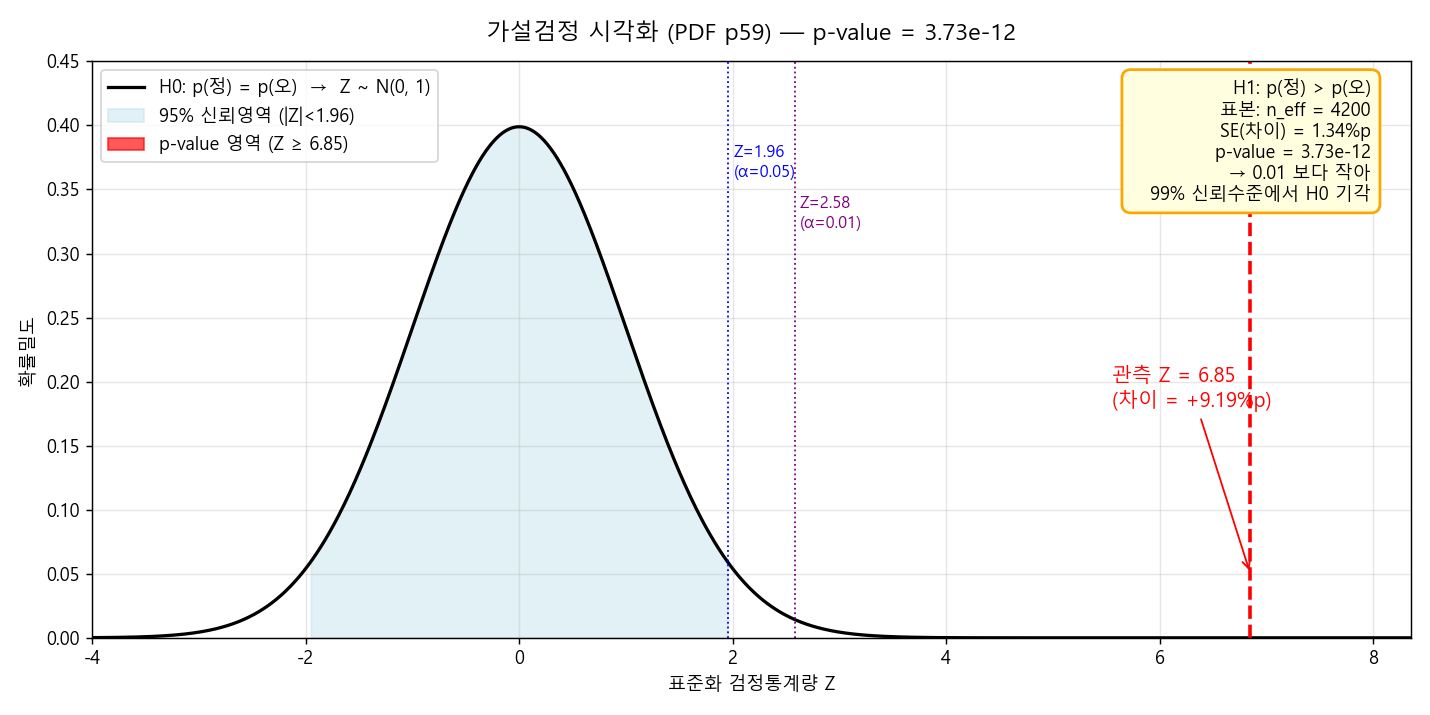 가설검정 시각화 (PDF p59) — p-value = 3.73e-12
H0: p(정) = p(오) → Z ~ N(0, 1)
95% 신뢰영역 (|Z|<1.96)
p-value 영역 (Z ≥ 6.85)
H1: p(정) > p(오)
표본: n_eff = 4200
SE(차이) = 1.34%p
p-value = 3.73e-12
→ 0.01 보다 작아
99% 신뢰수준에서 H0 기각
Z=1.96
(α=0.05)
Z=2.58
(α=0.01)
관측 Z = 6.85
(차이 = +9.19%p)
확률밀도
0.45
0.40
0.35
0.30
0.25
0.20
0.15
0.10
0.05
0.00
-4
-2
0
2
4
6
8
표준화 검정통계량 Z